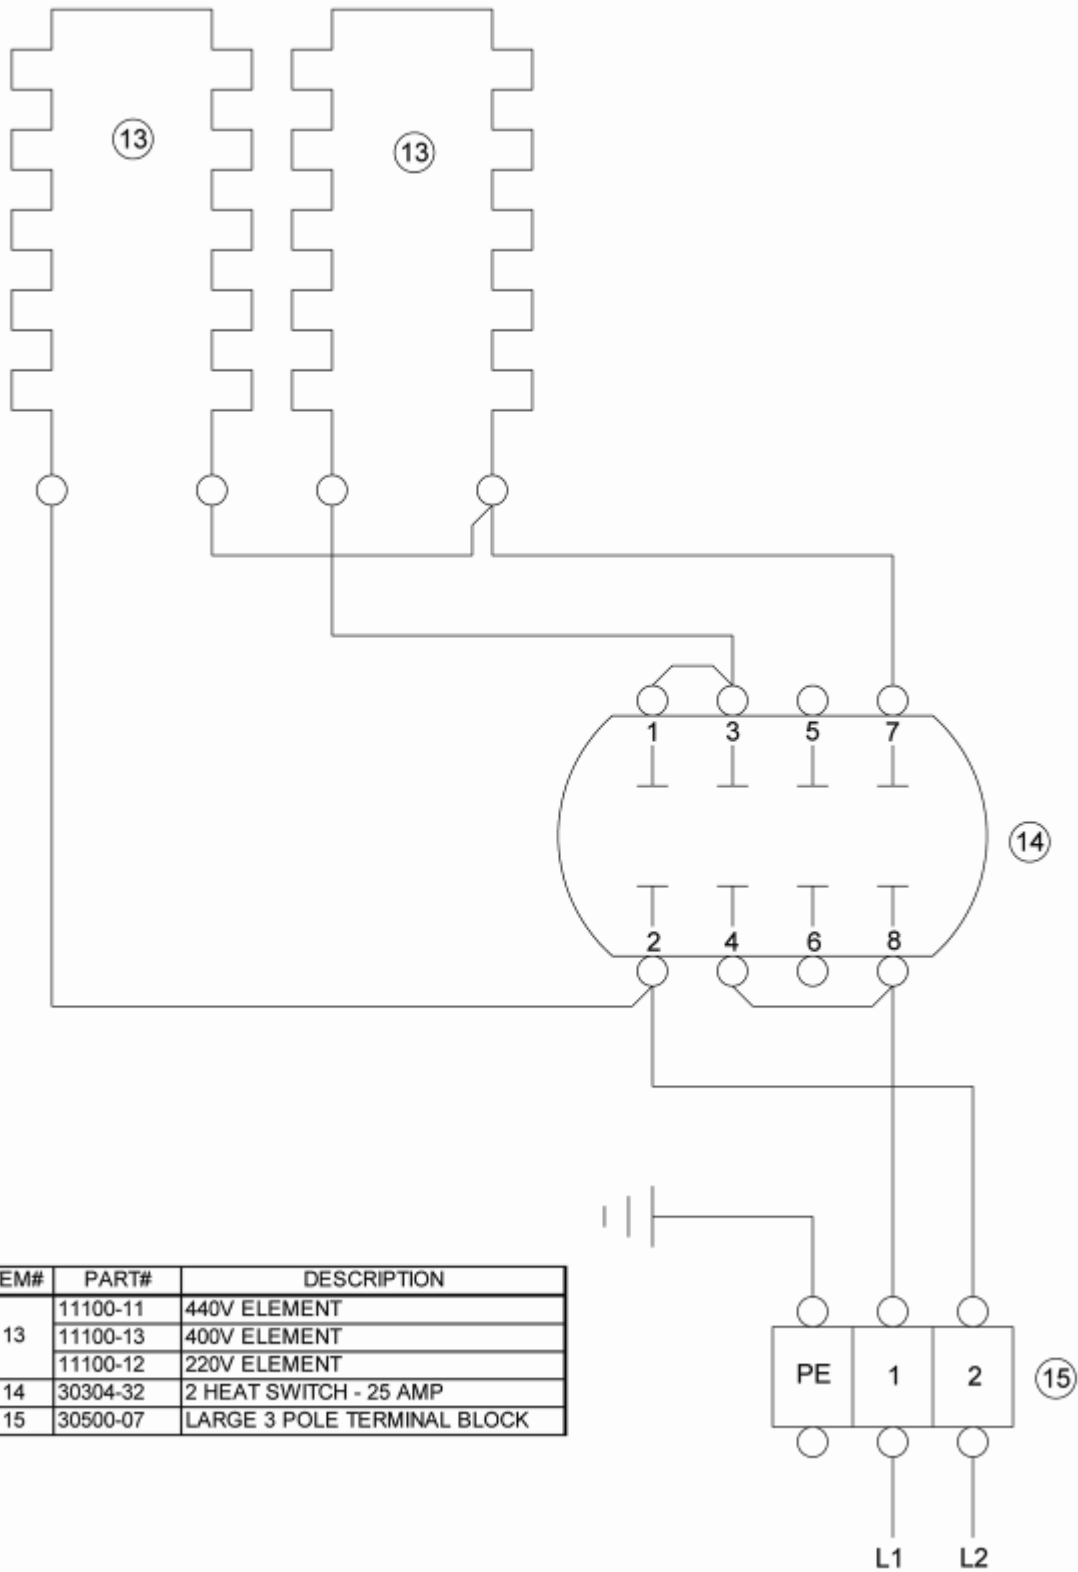 13
13
1 3 5 7
14
2 4 6 8
EM# PART# DESCRIPTION
11100-11 440V ELEMENT
13 11100-13 400V ELEMENT
11100-12 220V ELEMENT
14 30304-32 2 HEAT SWITCH - 25 AMP
15 30500-07 LARGE 3 POLE TERMINAL BLOCK
PE 1 2
15
L1 L2